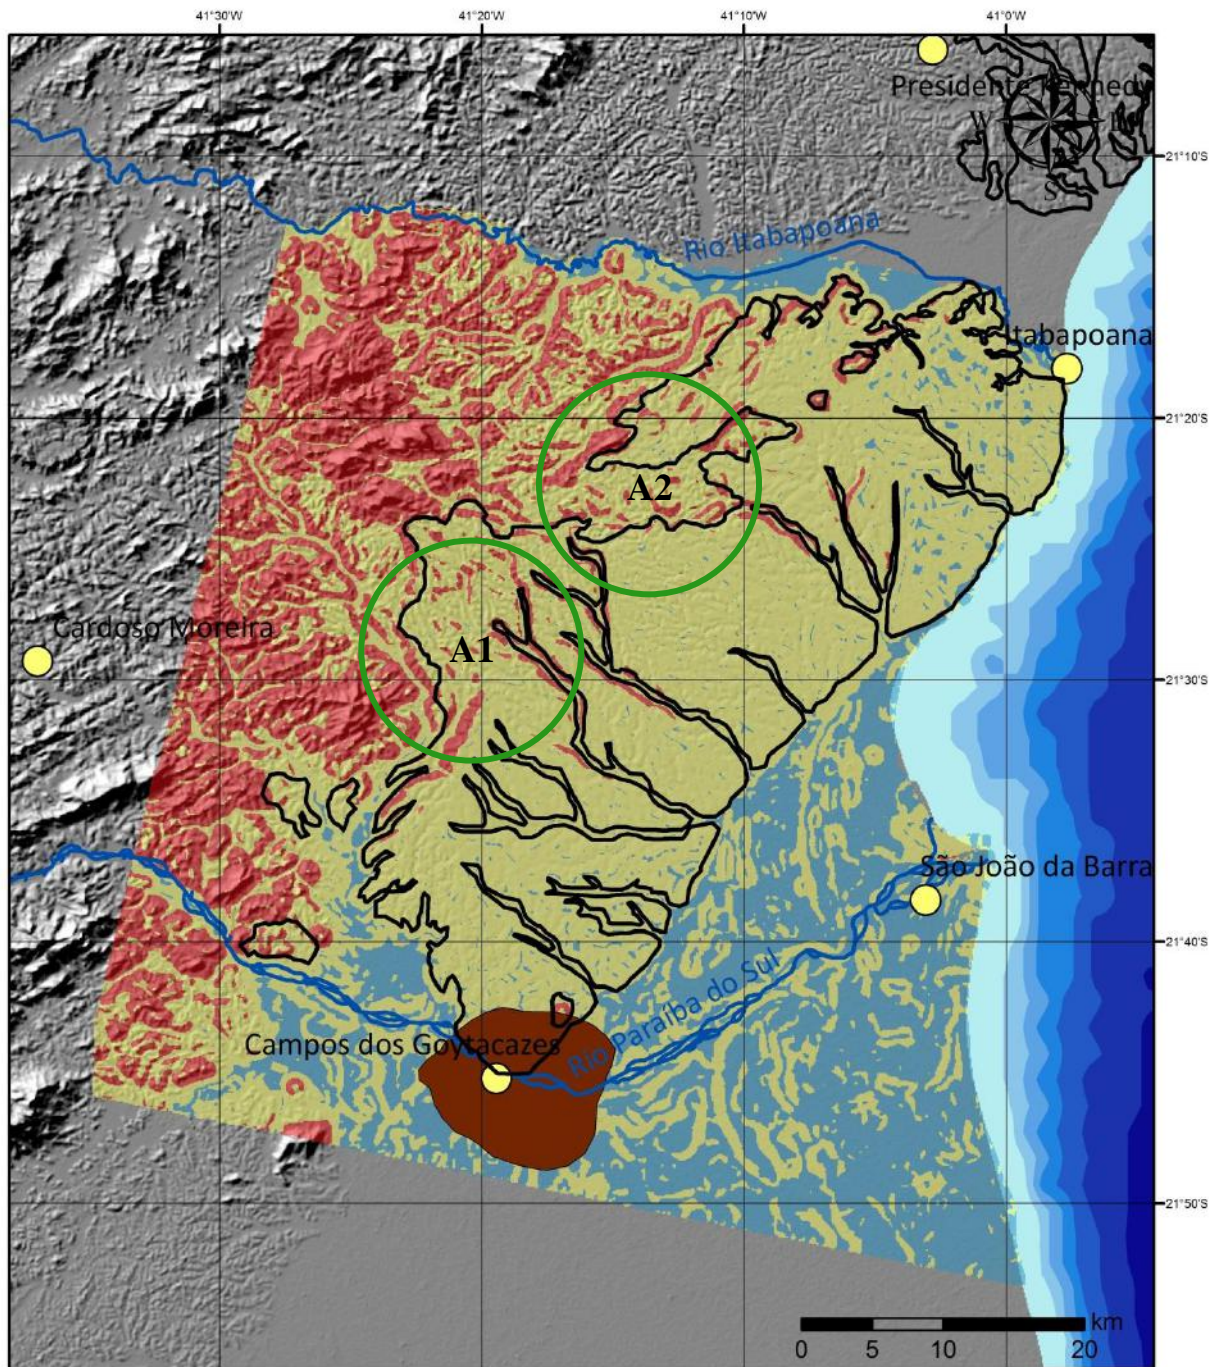 41°30'W 41°20'W 41°10'W 41°0'W
Presidente Kennedy
W
S
21°10'S
Rio Itabapoana
Itabapoana
21°20'S
A2
Cardoso Moreira
A1
21°30'S
São João da Barra
21°40'S
Rio Paraíba do Sul
Campos dos Goytacazes
21°50'S
km
0 5 10 20